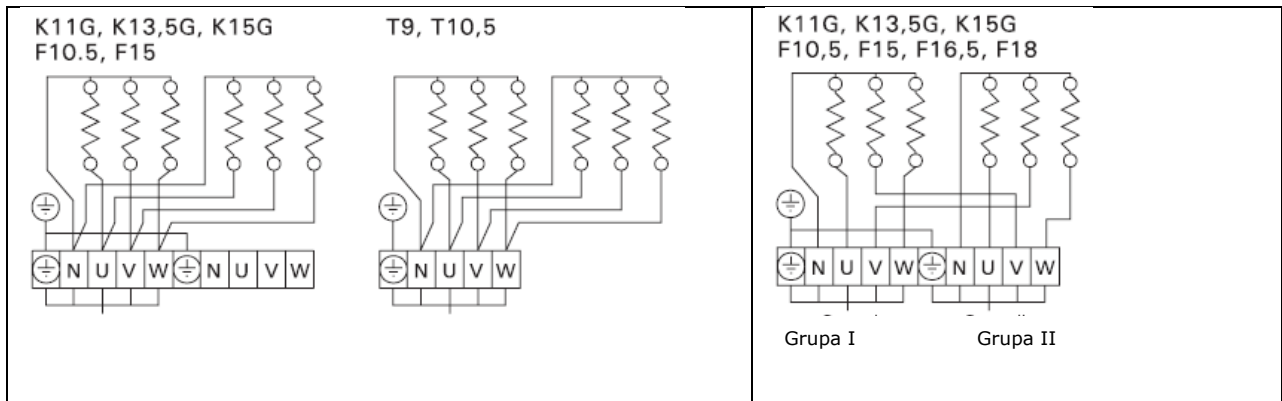 K11G, K13,5G, K15G
F10.5, F15
T9, T10,5
N U V W N U V W
N U V W
K11G, K13,5G, K15G
F10,5, F15, F16,5, F18
N U V W N U V W
Grupa I Grupa II